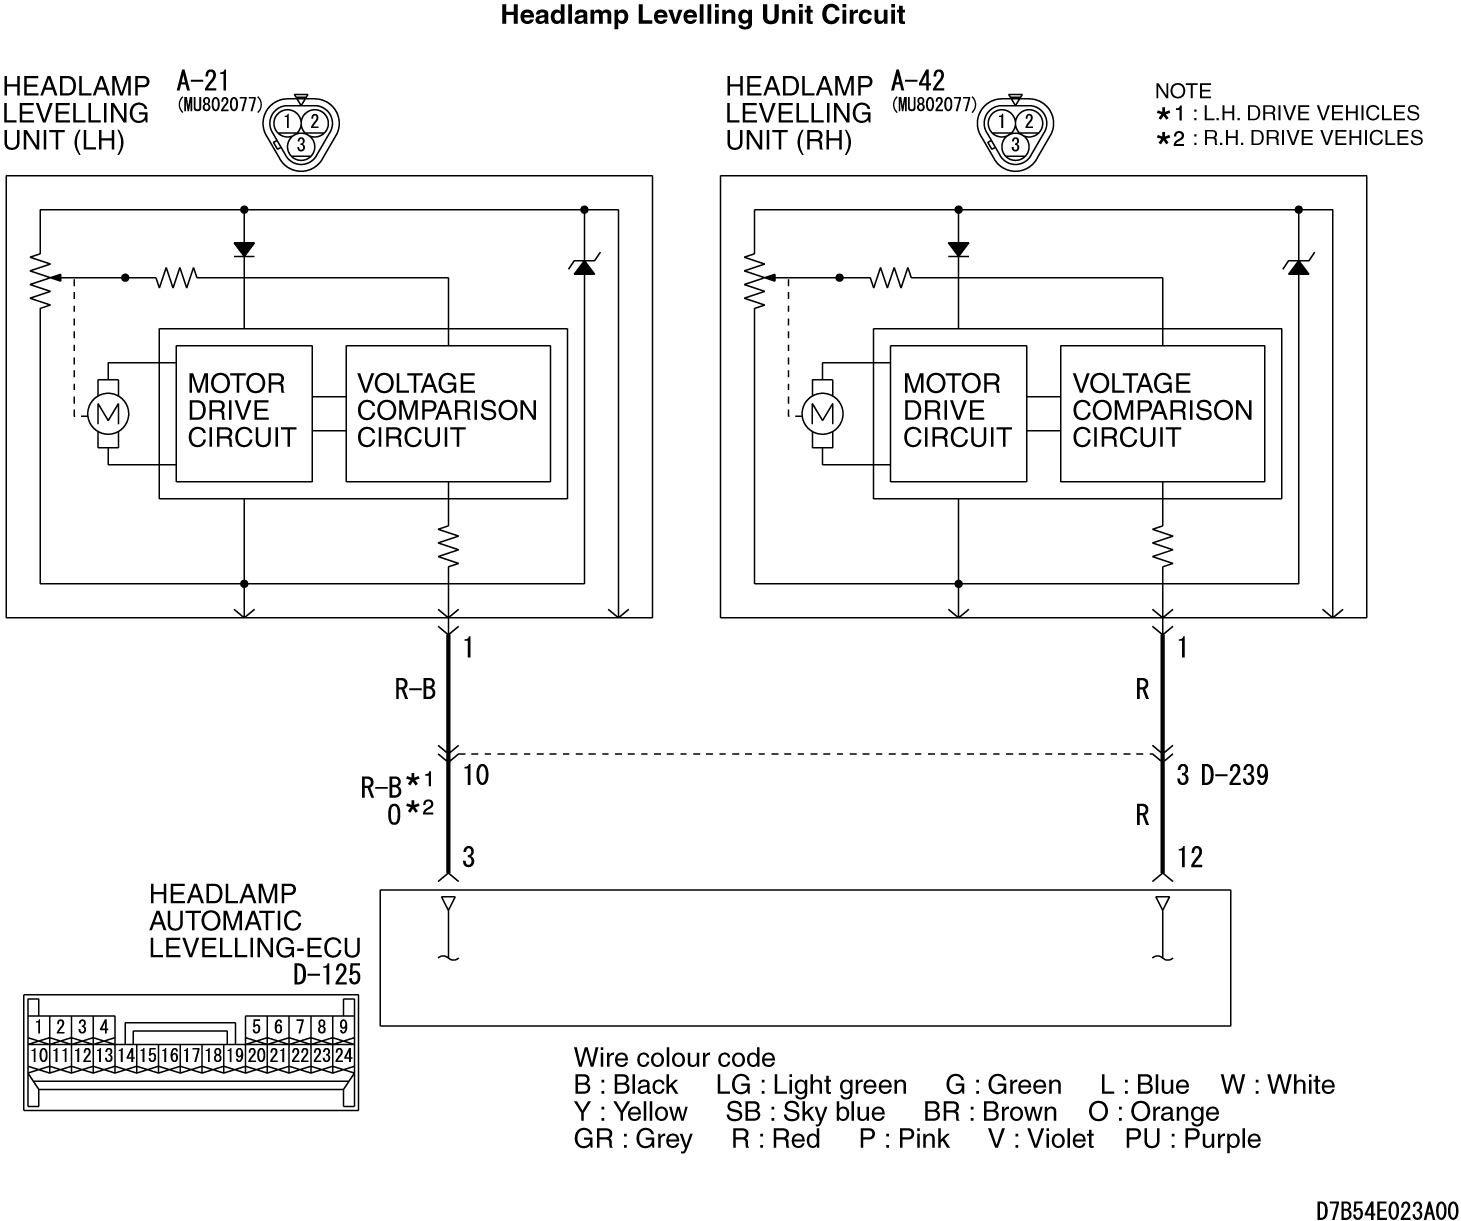 Headlamp Levelling Unit Circuit
HEADLAMP LEVELLING UNIT (LH)
A-21
(MU802077)
1 2
3
HEADLAMP LEVELLING UNIT (RH)
A-42
(MU802077)
1 2
3
NOTE
*1 : L.H. DRIVE VEHICLES
*2 : R.H. DRIVE VEHICLES
M
MOTOR DRIVE CIRCUIT
VOLTAGE COMPARISON CIRCUIT
M
MOTOR DRIVE CIRCUIT
VOLTAGE COMPARISON CIRCUIT
1
1
R-B
R
10
3 D-239
R-B*1
O*2
R
3
12
HEADLAMP
AUTOMATIC
LEVELLING-ECU
D-125
1 2 3 4 5 6 7 8 9
10 11 12 13 14 15 16 17 18 19 20 21 22 23 24
Wire colour code
B : Black LG : Light green G : Green L : Blue W : White
Y : Yellow SB : Sky blue BR : Brown O : Orange
GR : Grey R : Red P : Pink V : Violet PU : Purple
D7B54E023A00